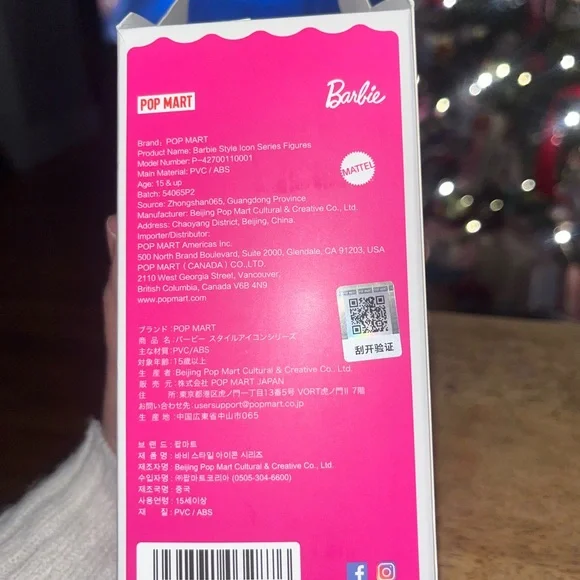 POP MART
Barbie
Brand: POP MART
Product Name: Barbie Style Icon Series Figures
Model Number: P-42700110001
Main Material: PVC / ABS
Age: 15 & up
MATTEL
Batch: 54065P2
Source: Zhongshan065, Guangdong Province
Manufacturer: Beijing Pop Mart Cultural & Creative Co., Ltd.
Address: Chaoyang District, Beijing, China.
Importer/Distributor:
POP MART Americas Inc.
500 North Brand Boulevard, Suite 2000, Glendale, CA 91203, USA
POP MART (CANADA) CO.,LTD.
2110 West Georgia Street, Vancouver,
British Columbia, Canada V6B 4N9
www.popmart.com
POP MART
刮开验证
ブランド:POP MART
商品名:バービー スタイルアイコンシリーズ
主な材質:PVC/ABS
対象年齢:15歳以上
生産者 Beijing Pop Mart Cultural & Creative Co., Ltd.
販売元:株式会社 POP MART JAPAN
住所:東京都港区虎ノ門一丁目13番5号 VORT虎ノ門II 7階
お問い合わせ先:usersupport@popmart.co.jp
生産地:中国広東省中山市065
브랜드:팝마트
제품명:바비 스타일 아이콘 시리즈
제조자명: Beijing Pop Mart Cultural & Creative Co., Ltd.
수입자명: ㈜팝마트코리아 (0505-304-6600)
제조국명: 중국
사용연령: 15세이상
재질: PVC / ABS